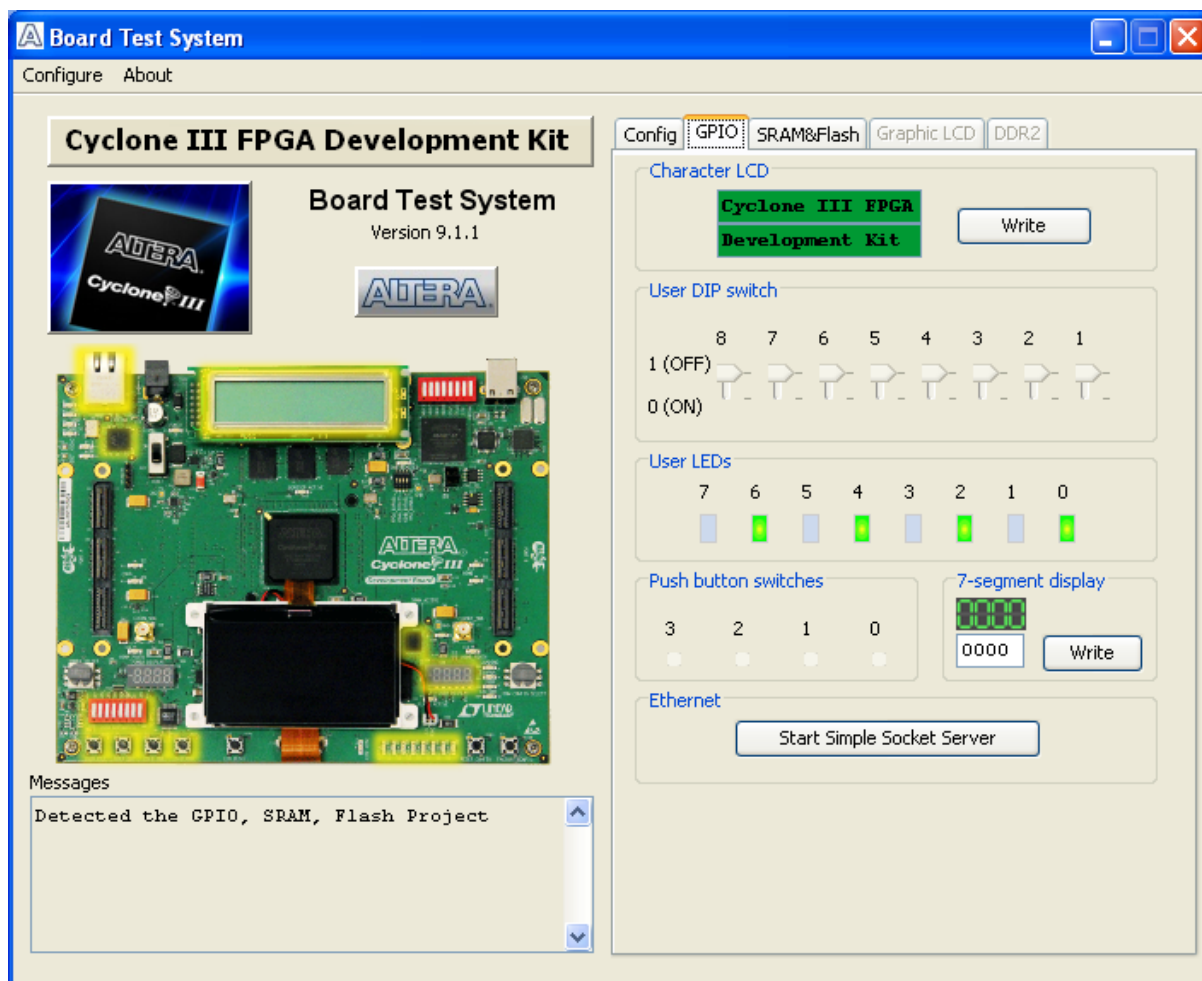 Board Test System
Configure About
Cyclone III FPGA Development Kit
Board Test System
Version 9.1.1
ALTERA
Cyclone III
ALTERA
ALTERA
Cyclone III
Messages
Detected the GPIO, SRAM, Flash Project
Config GPIO SRAM&Flash Graphic LCD DDR2
Character LCD
Cyclone III FPGA
Development Kit
Write
User DIP switch
8 7 6 5 4 3 2 1
1 (OFF)
0 (ON)
User LEDs
7 6 5 4 3 2 1 0
Push button switches
3 2 1 0
7-segment display
0000
0000
Write
Ethernet
Start Simple Socket Server